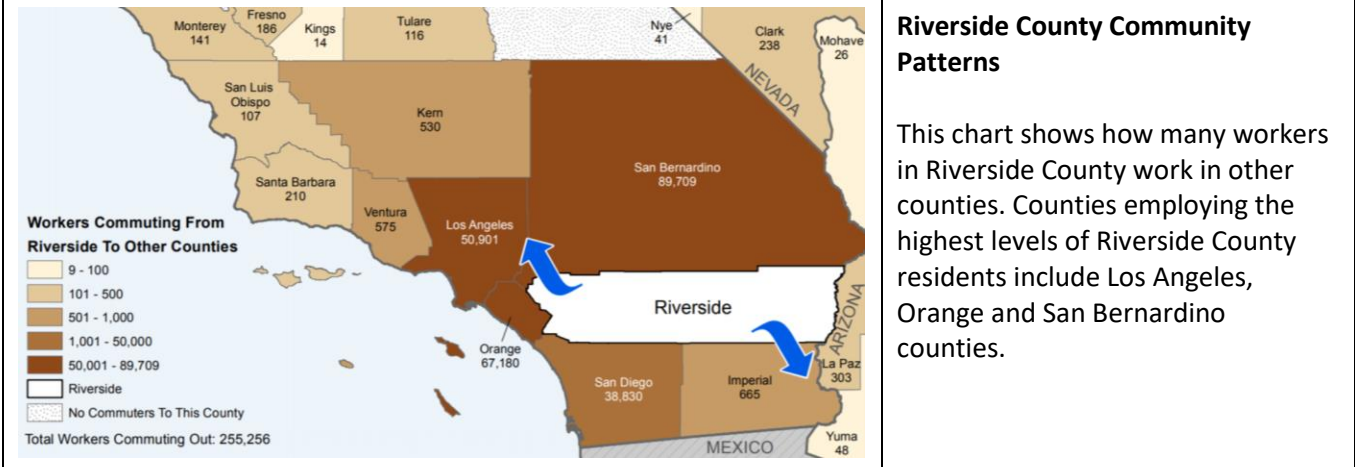 Monterey
141
Fresno
186
Kings
14
Tulare
116
Nye
41
Clark
238
Mohave
26
NEVADA
San Luis
Obispo
107
Kern
530
San Bernardino
89,709
Santa Barbara
210
Ventura
575
Los Angeles
50,901
Riverside
ARIZONA
Orange
67,180
San Diego
38,830
Imperial
665
La Paz
303
MEXICO
Yuma
48
Workers Commuting From
Riverside To Other Counties
9 - 100
101 - 500
501 - 1,000
1,001 - 50,000
50,001 - 89,709
Riverside
No Commuters To This County
Total Workers Commuting Out: 255,256
Riverside County Community
Patterns
This chart shows how many workers
in Riverside County work in other
counties. Counties employing the
highest levels of Riverside County
residents include Los Angeles,
Orange and San Bernardino
counties.